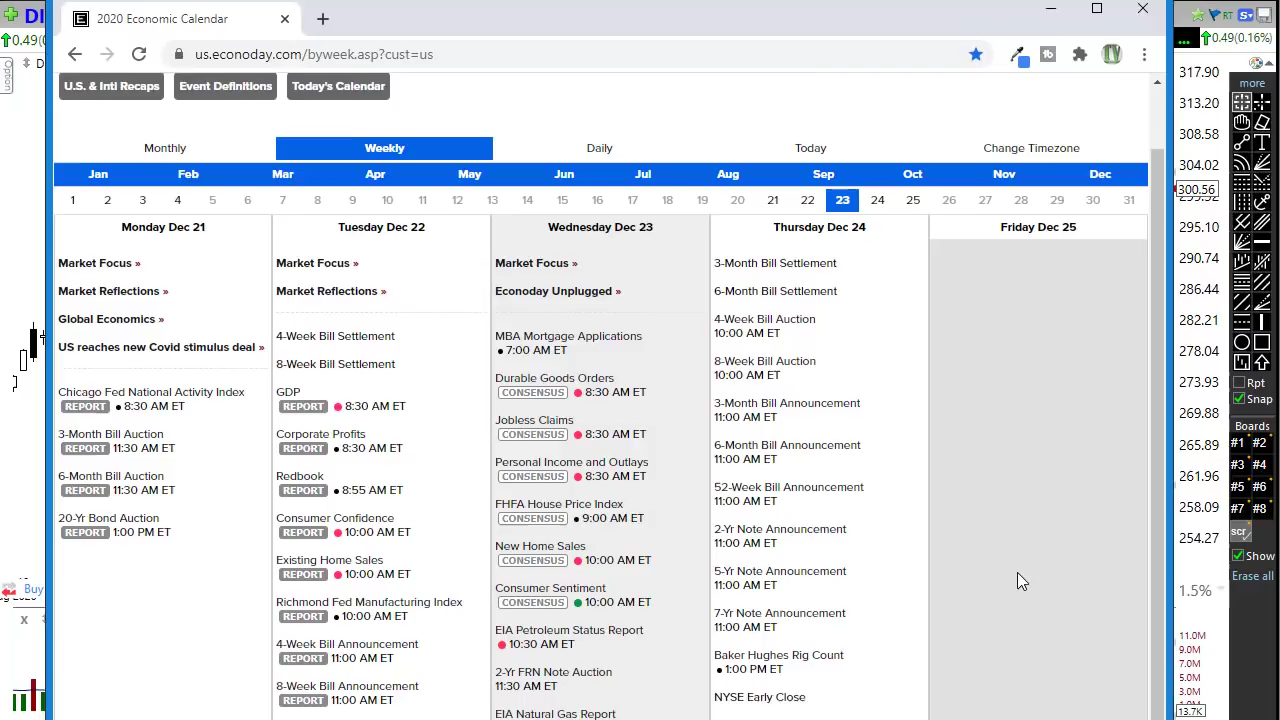 2020 Economic Calendar
us.econoday.com/byweek.asp?cust=us
U.S. & Intl Recaps
Event Definitions
Today's Calendar
Monthly
Weekly
Daily
Today
Change Timezone
Jan Feb Mar Apr May Jun Jul Aug Sep Oct Nov Dec
1 2 3 4 5 6 7 8 9 10 11 12 13 14 15 16 17 18 19 20 21 22 23 24 25 26 27 28 29 30 31
Monday Dec 21
Market Focus »
Market Reflections »
Global Economics »
US reaches new Covid stimulus deal »
Chicago Fed National Activity Index
REPORT 8:30 AM ET
3-Month Bill Auction
REPORT 11:30 AM ET
6-Month Bill Auction
REPORT 11:30 AM ET
20-Yr Bond Auction
REPORT 1:00 PM ET
Tuesday Dec 22
Market Focus »
Market Reflections »
4-Week Bill Settlement
8-Week Bill Settlement
GDP
REPORT 8:30 AM ET
Corporate Profits
REPORT 8:30 AM ET
Redbook
REPORT 8:55 AM ET
Consumer Confidence
REPORT 10:00 AM ET
Existing Home Sales
REPORT 10:00 AM ET
Richmond Fed Manufacturing Index
REPORT 10:00 AM ET
4-Week Bill Announcement
REPORT 11:00 AM ET
8-Week Bill Announcement
REPORT 11:00 AM ET
Wednesday Dec 23
Market Focus »
Econoday Unplugged »
MBA Mortgage Applications
7:00 AM ET
Durable Goods Orders
CONSENSUS 8:30 AM ET
Jobless Claims
CONSENSUS 8:30 AM ET
Personal Income and Outlays
CONSENSUS 8:30 AM ET
FHFA House Price Index
CONSENSUS 9:00 AM ET
New Home Sales
CONSENSUS 10:00 AM ET
Consumer Sentiment
CONSENSUS 10:00 AM ET
EIA Petroleum Status Report
10:30 AM ET
2-Yr FRN Note Auction
11:30 AM ET
EIA Natural Gas Report
Thursday Dec 24
3-Month Bill Settlement
6-Month Bill Settlement
4-Week Bill Auction
10:00 AM ET
8-Week Bill Auction
10:00 AM ET
3-Month Bill Announcement
11:00 AM ET
6-Month Bill Announcement
11:00 AM ET
52-Week Bill Announcement
11:00 AM ET
2-Yr Note Announcement
11:00 AM ET
5-Yr Note Announcement
11:00 AM ET
7-Yr Note Announcement
11:00 AM ET
Baker Hughes Rig Count
1:00 PM ET
NYSE Early Close
Friday Dec 25
DI
0.49(0
Option
D
Buy
x
RT
S
0.49(0.16%)
317.90
313.20
308.58
304.02
300.56
295.10
290.74
286.44
282.21
278.04
273.93
269.88
265.89
261.96
258.09
254.27
1.5%
11.0M
9.0M
7.0M
5.0M
3.0M
13.7K
more
Rpt
Snap
Boards
#1 #2
#3 #4
#5 #6
#7 #8
scr
Show
Erase all